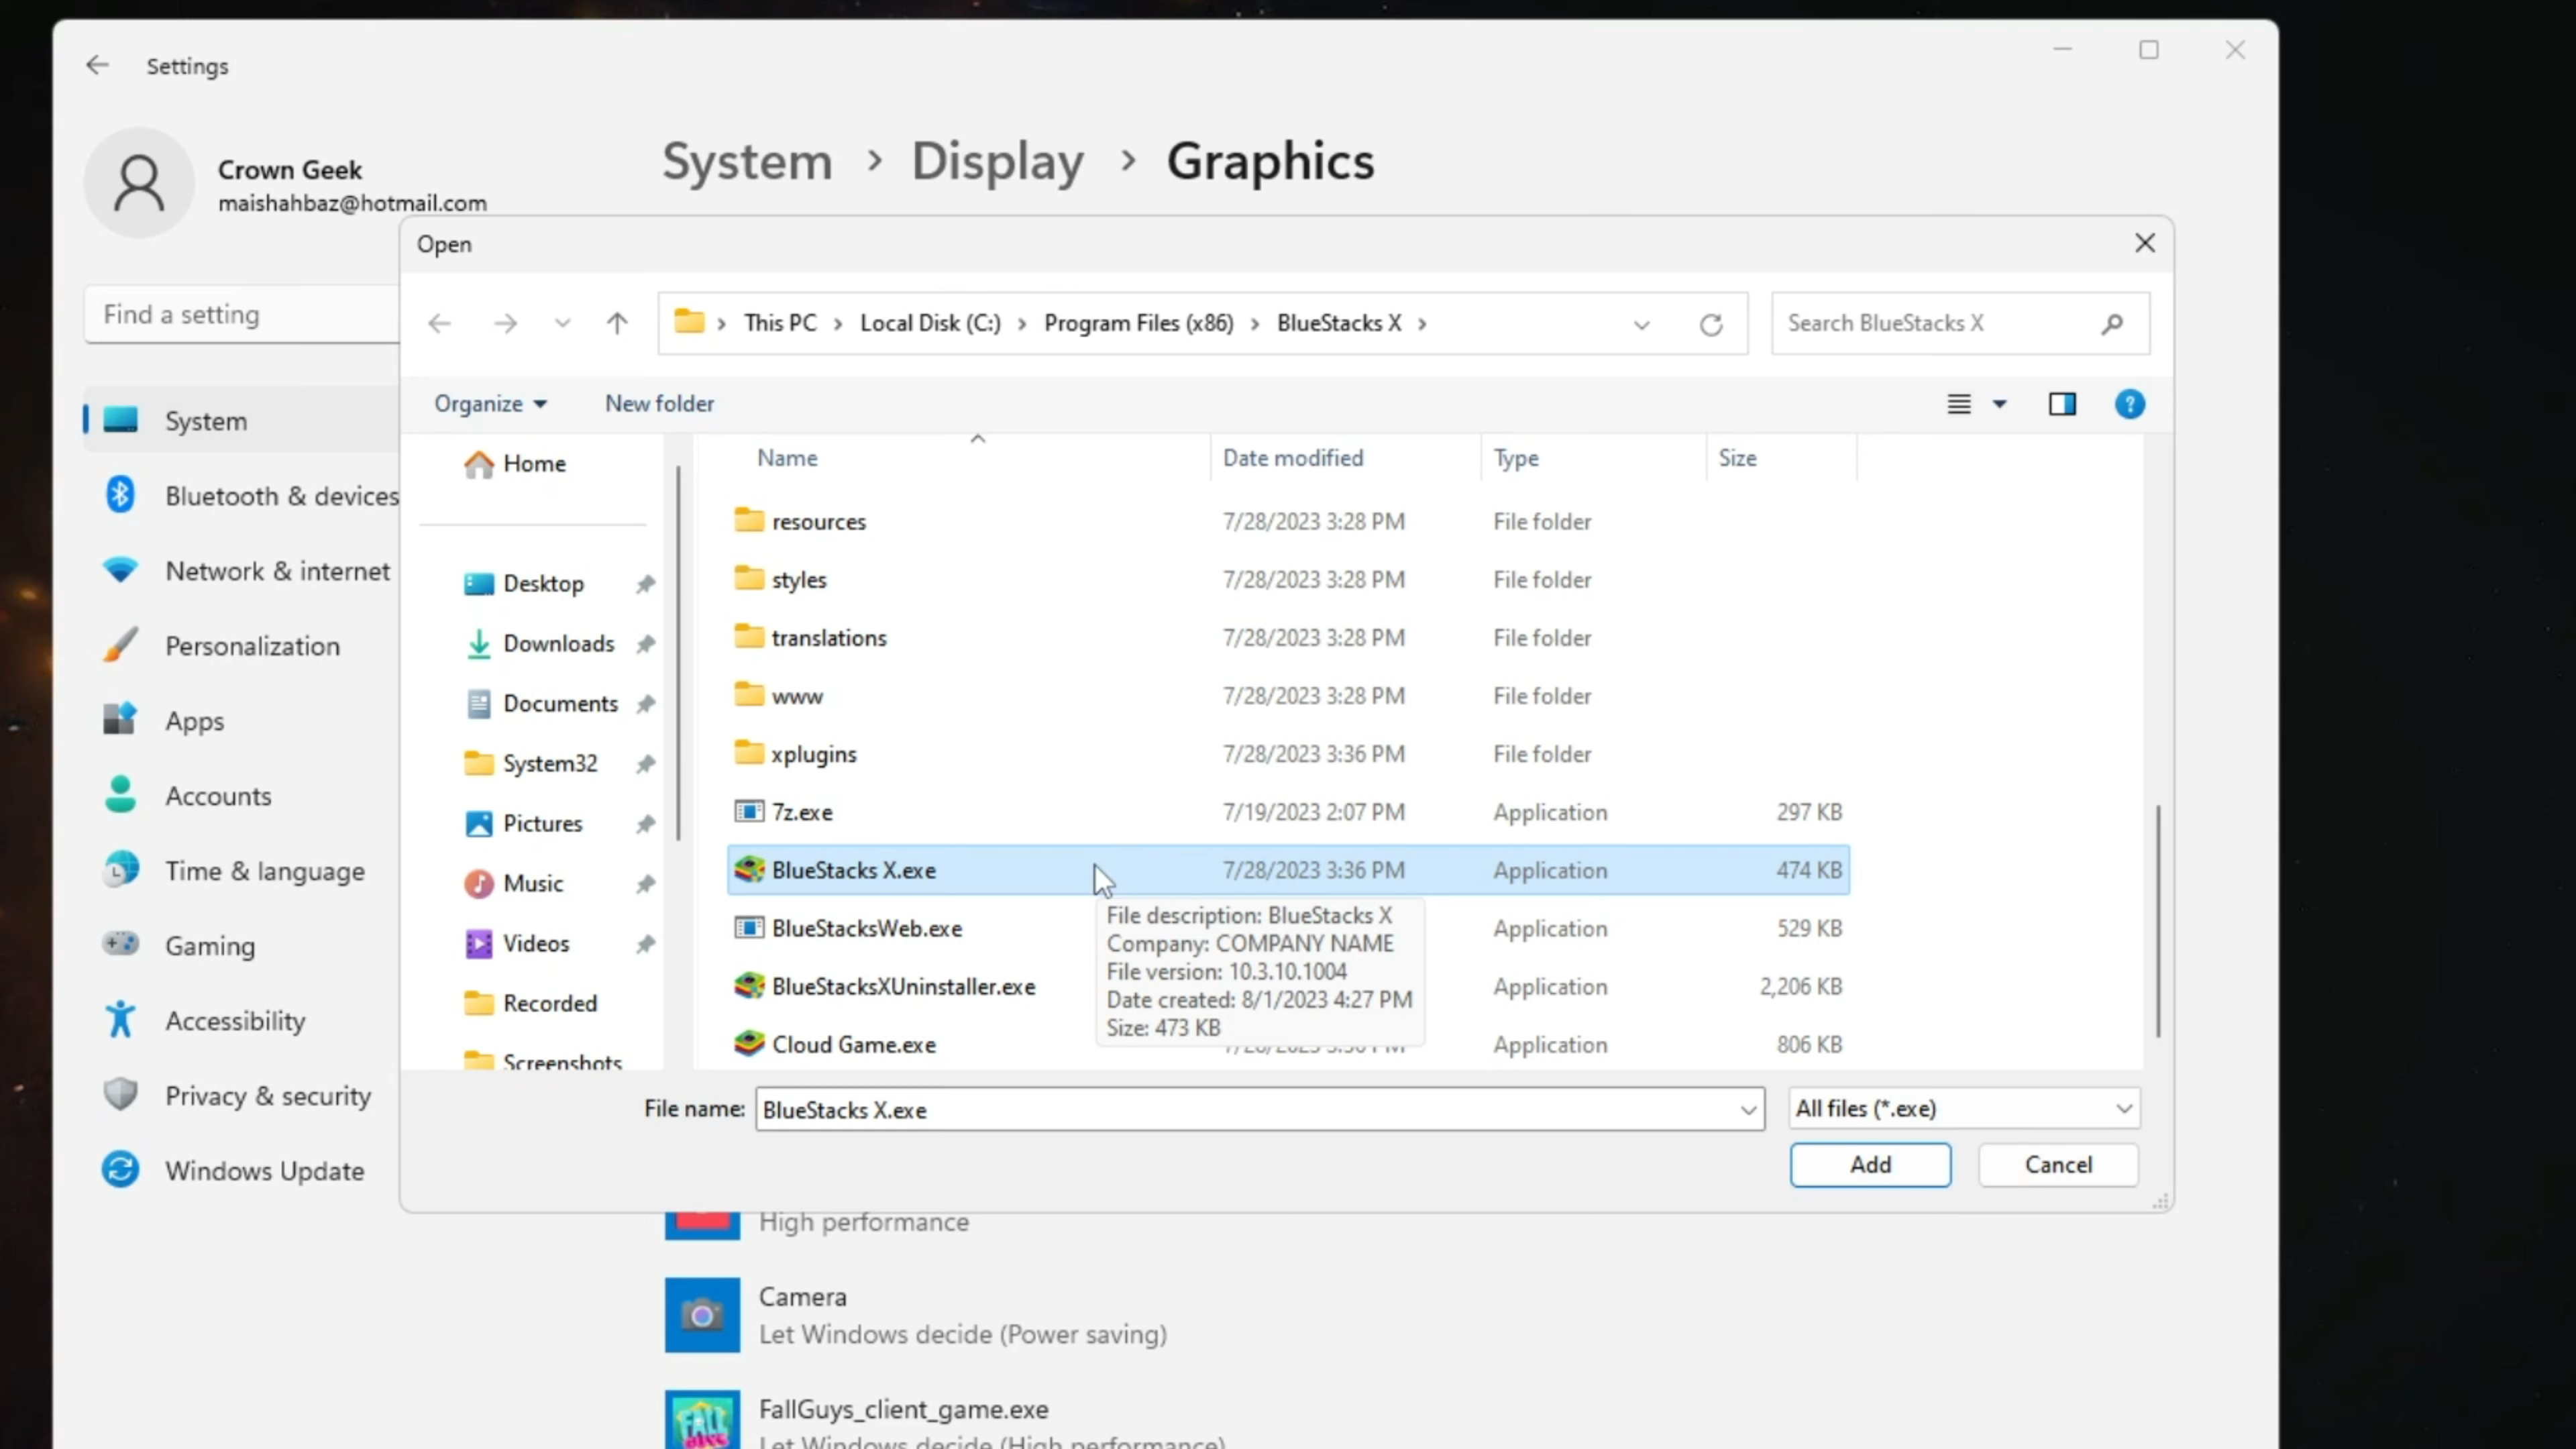 Settings
Crown Geek
maishahbaz@hotmail.com
System > Display > Graphics
Find a setting
System
Bluetooth & devices
Network & internet
Personalization
Apps
Accounts
Time & language
Gaming
Accessibility
Privacy & security
Windows Update
Open
This PC > Local Disk (C:) > Program Files (x86) > BlueStacks X >
Search BlueStacks X
Organize
New folder
Home
Desktop
Downloads
Documents
System32
Pictures
Music
Videos
Recorded
Screenshots
Name Date modified Type Size
resources 7/28/2023 3:28 PM File folder
styles 7/28/2023 3:28 PM File folder
translations 7/28/2023 3:28 PM File folder
www 7/28/2023 3:28 PM File folder
xplugins 7/28/2023 3:36 PM File folder
7z.exe 7/19/2023 2:07 PM Application 297 KB
BlueStacks X.exe 7/28/2023 3:36 PM Application 474 KB
BlueStacksWeb.exe Application 529 KB
BlueStacksXUninstaller.exe Application 2,206 KB
Cloud Game.exe Application 806 KB
File description: BlueStacks X
Company: COMPANY NAME
File version: 10.3.10.1004
Date created: 8/1/2023 4:27 PM
Size: 473 KB
File name: BlueStacks X.exe
All files (*.exe)
Add
Cancel
High performance
Camera
Let Windows decide (Power saving)
FallGuys_client_game.exe
Let Windows decide (High performance)